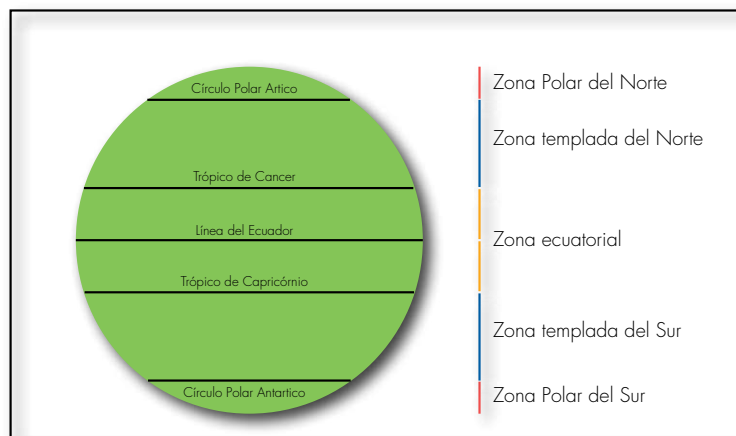 Círculo Polar Artico
Zona Polar del Norte
Zona templada del Norte
Trópico de Cancer
Línea del Ecuador
Zona ecuatorial
Trópico de Capricórnio
Zona templada del Sur
Círculo Polar Antartico
Zona Polar del Sur